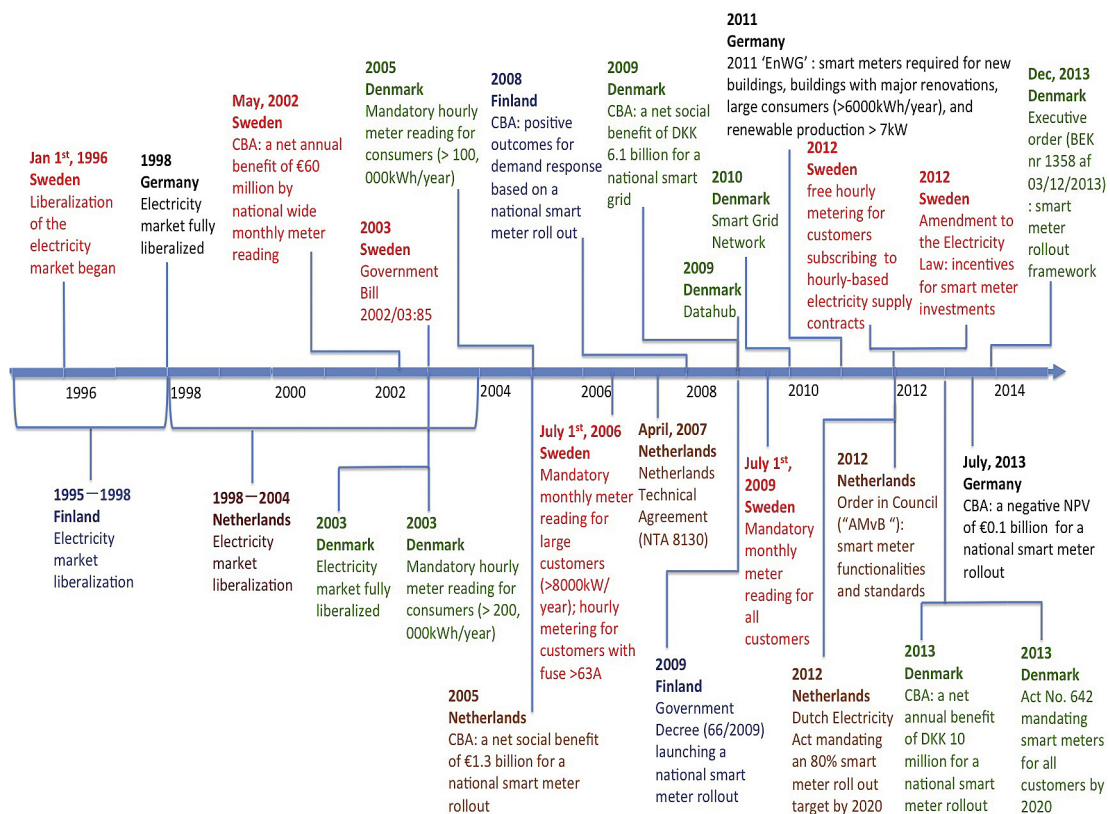 Jan 1st, 1996
Sweden
Liberalization
of the
electricity
market began
1998
Germany
Electricity
market fully
liberalized
May, 2002
Sweden
CBA: a net annual
benefit of €60
million by
national wide
monthly meter
reading
2003
Sweden
Government
Bill
2002/03:85
2005
Denmark
Mandatory hourly
meter reading for
consumers (> 100,
000kWh/year)
2008
Finland
CBA: positive
outcomes for
demand response
based on a
national smart
meter roll out
2009
Denmark
CBA: a net social
benefit of DKK
6.1 billion for a
national smart
grid
2009
Denmark
Datahub
2010
Denmark
Smart Grid
Network
2011
Germany
2011 ‘EnWG’ : smart meters required for new
buildings, buildings with major renovations,
large consumers (>6000kWh/year), and
renewable production > 7kW
2012
Sweden
free hourly
metering for
customers
subscribing to
hourly-based
electricity supply
contracts
2012
Sweden
Amendment to
the Electricity
Law: incentives
for smart meter
investments
Dec, 2013
Denmark
Executive
order (BEK
nr 1358 af
03/12/2013)
: smart
meter
rollout
framework
1996
1998
2000
2002
2004
2006
2008
2010
2012
2014
1995—1998
Finland
Electricity
market
liberalization
1998—2004
Netherlands
Electricity
market
liberalization
2003
Denmark
Electricity
market fully
liberalized
2003
Denmark
Mandatory hourly
meter reading for
consumers (> 200,
000kWh/year)
2005
Netherlands
CBA: a net social benefit
of €1.3 billion for a
national smart meter
rollout
July 1st, 2006
Sweden
Mandatory
monthly meter
reading for
large
customers
(>8000kW/
year); hourly
metering for
customers with
fuse >63A
April, 2007
Netherlands
Netherlands
Technical
Agreement
(NTA 8130)
2009
Finland
Government
Decree (66/2009)
launching a
national smart
meter rollout
July 1st,
2009
Sweden
Mandatory
monthly
meter
reading for
all
customers
2012
Netherlands
Dutch Electricity
Act mandating
an 80% smart
meter roll out
target by 2020
2012
Netherlands
Order in Council
(“AMvB “):
smart meter
functionalities
and standards
July, 2013
Germany
CBA: a negative NPV
of €0.1 billion for a
national smart meter
rollout
2013
Denmark
CBA: a net
annual benefit
of DKK 10
million for a
national smart
meter rollout
2013
Denmark
Act No. 642
mandating
smart meters
for all
customers by
2020